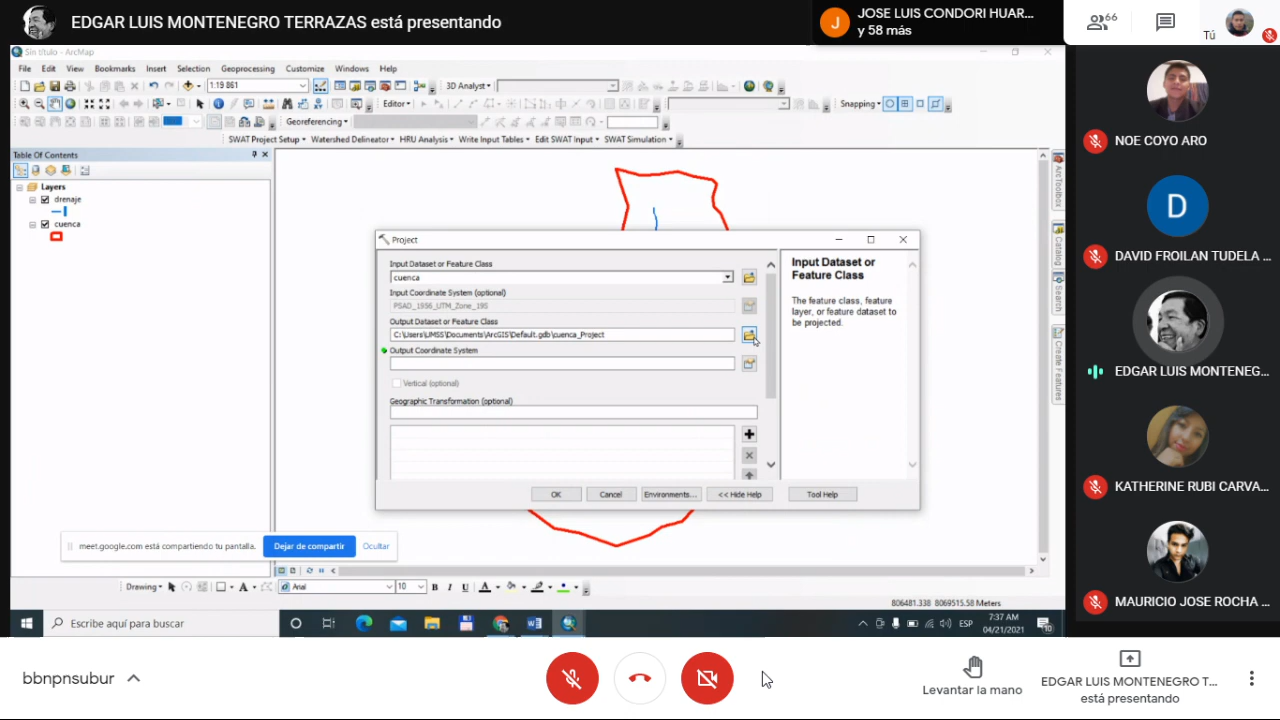 EDGAR LUIS MONTENEGRO TERRAZAS está presentando
JOSE LUIS CONDORI HUAR...
y 58 más
66
Tú
Sin título - ArcMap
File Edit View Bookmarks Insert Selection Geoprocessing Customize Windows Help
1:19 861
3D Analyst
Editor
Snapping
Georeferencing
SWAT Project Setup Watershed Delineator HRU Analysis Write Input Tables Edit SWAT Input SWAT Simulation
Table Of Contents
Layers
drenaje
cuenca
ArcToolbox
Catalog
Search
Create Features
Project
Input Dataset or Feature Class
cuenca
Input Coordinate System (optional)
PSAD_1956_UTM_Zone_19S
Output Dataset or Feature Class
C:\Users\UMSS\Documents\ArcGIS\Default.gdb\cuenca_Project
Output Coordinate System
Vertical (optional)
Geographic Transformation (optional)
OK Cancel Environments... << Hide Help Tool Help
Input Dataset or
Feature Class
The feature class, feature
layer, or feature dataset to
be projected.
meet.google.com está compartiendo tu pantalla. Dejar de compartir Ocultar
Drawing A Arial 10 B I U A
806481.338 8069515.58 Meters
Escribe aquí para buscar
ESP
7:37 AM
04/21/2021
10
NOE COYO ARO
D
DAVID FROILAN TUDELA ...
EDGAR LUIS MONTENEG...
KATHERINE RUBI CARVA...
MAURICIO JOSE ROCHA ...
J
bbnpnsubur
Levantar la mano
EDGAR LUIS MONTENEGRO T...
está presentando